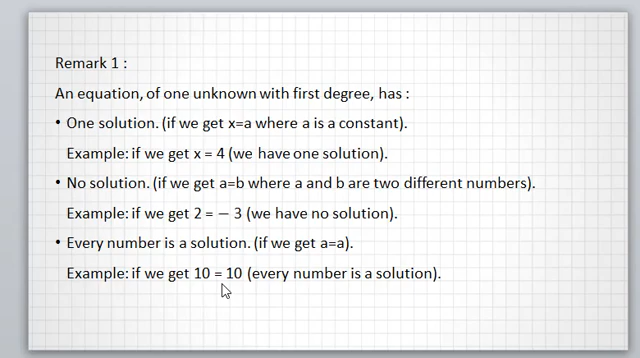 Remark 1 :
An equation, of one unknown with first degree, has :
• One solution. (if we get x=a where a is a constant).
Example: if we get x = 4 (we have one solution).
• No solution. (if we get a=b where a and b are two different numbers).
Example: if we get 2 = − 3 (we have no solution).
• Every number is a solution. (if we get a=a).
Example: if we get 10 = 10 (every number is a solution).